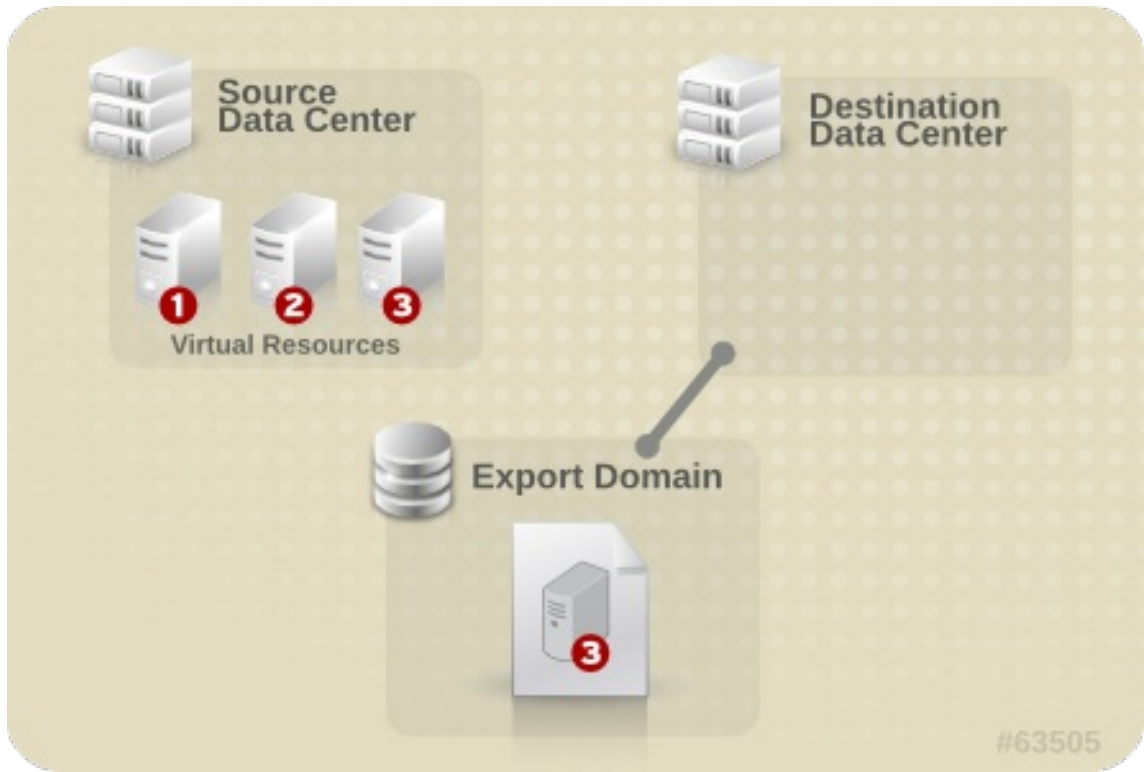 Source
Data Center
Destination
Data Center
1
2
3
Virtual Resources
Export Domain
3
#63505